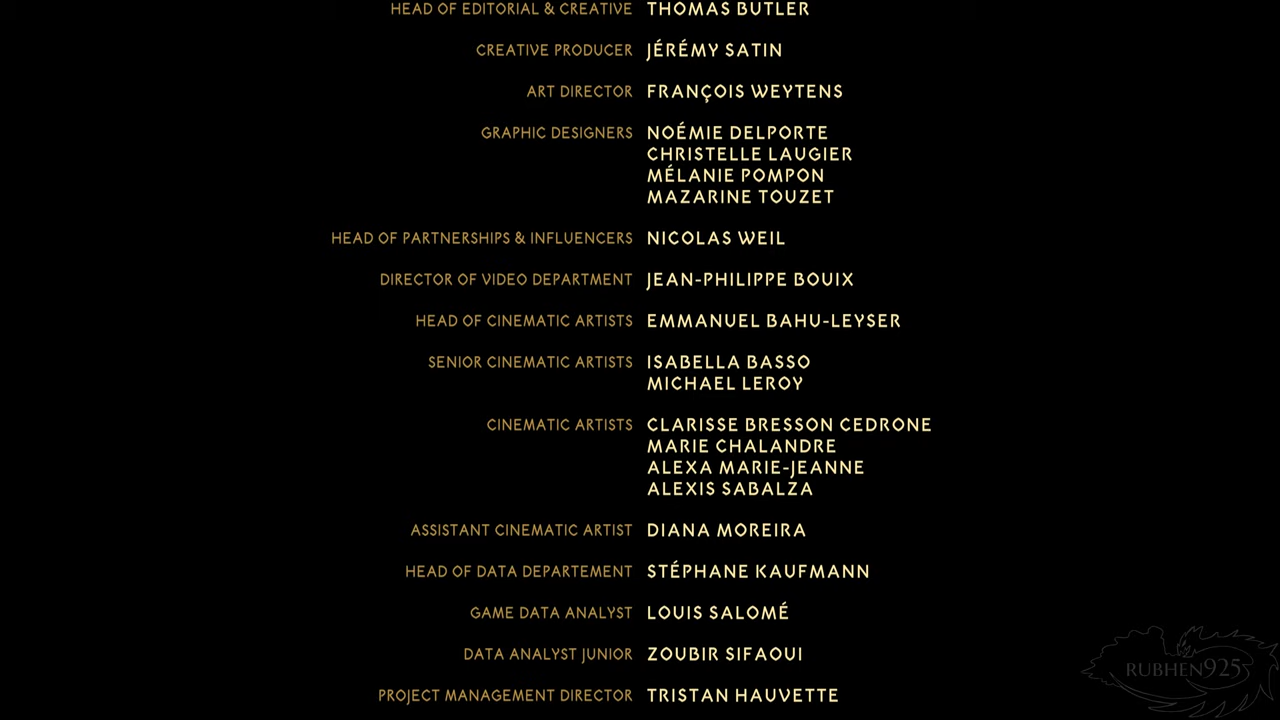 HEAD OF EDITORIAL & CREATIVE THOMAS BUTLER
CREATIVE PRODUCER JÉRÉMY SATIN
ART DIRECTOR FRANÇOIS WEYTENS
GRAPHIC DESIGNERS NOÉMIE DELPORTE
CHRISTELLE LAUGIER
MÉLANIE POMPON
MAZARINE TOUZET
HEAD OF PARTNERSHIPS & INFLUENCERS NICOLAS WEIL
DIRECTOR OF VIDEO DEPARTMENT JEAN-PHILIPPE BOUIX
HEAD OF CINEMATIC ARTISTS EMMANUEL BAHU-LEYSER
SENIOR CINEMATIC ARTISTS ISABELLA BASSO
MICHAEL LEROY
CINEMATIC ARTISTS CLARISSE BRESSON CEDRONE
MARIE CHALANDRE
ALEXA MARIE-JEANNE
ALEXIS SABALZA
ASSISTANT CINEMATIC ARTIST DIANA MOREIRA
HEAD OF DATA DEPARTEMENT STÉPHANE KAUFMANN
GAME DATA ANALYST LOUIS SALOMÉ
DATA ANALYST JUNIOR ZOUBIR SIFAOUI
PROJECT MANAGEMENT DIRECTOR TRISTAN HAUVETTE
RUBHEN925